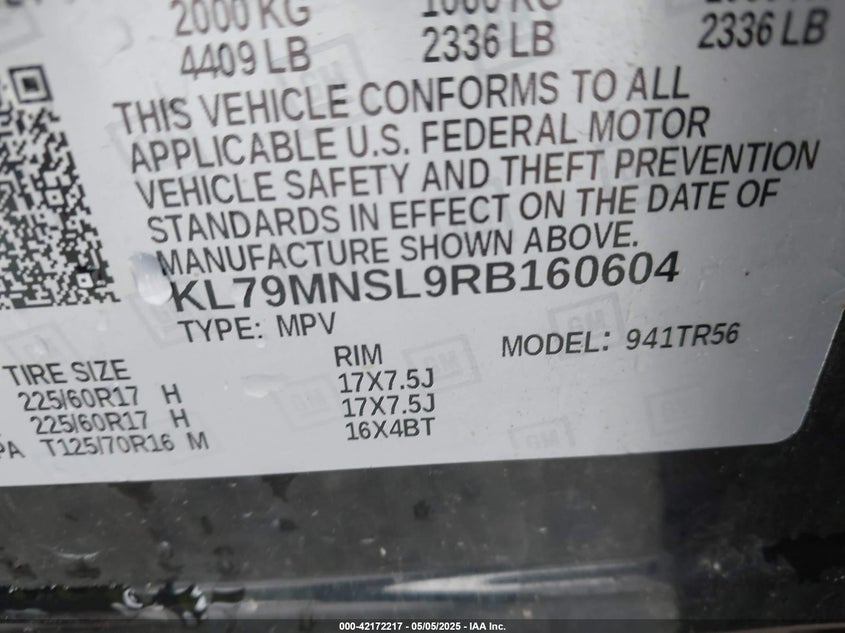 2000 KG
4409 LB 2336 LB 2336 LB
THIS VEHICLE CONFORMS TO ALL
APPLICABLE U.S. FEDERAL MOTOR
VEHICLE SAFETY AND THEFT PREVENTION
STANDARDS IN EFFECT ON THE DATE OF
MANUFACTURE SHOWN ABOVE.
KL79MNSL9RB160604
TYPE: MPV MODEL: 941TR56
TIRE SIZE RIM
225/60R17 H 17X7.5J
225/60R17 H 17X7.5J
PA T125/70R16 M 16X4BT
000-42172217 - 05/05/2025 - IAA Inc.